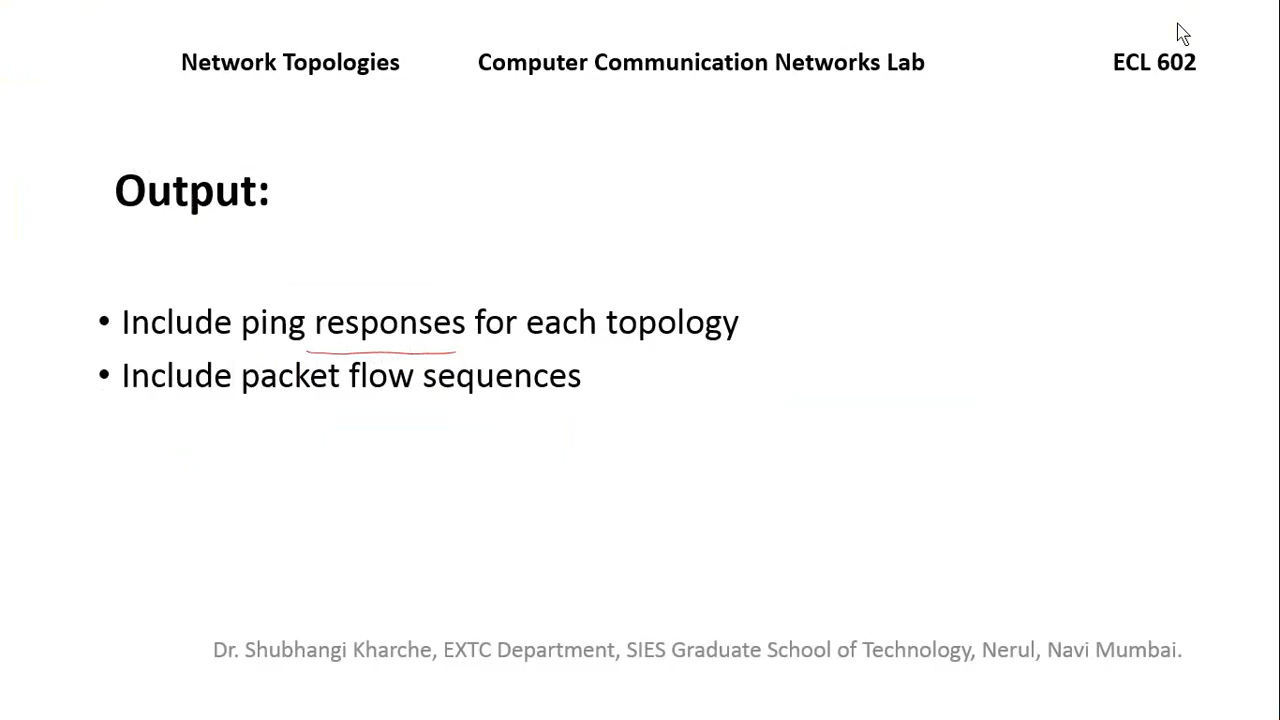 Network Topologies Computer Communication Networks Lab ECL 602
Output:
• Include ping responses for each topology
• Include packet flow sequences
Dr. Shubhangi Kharche, EXTC Department, SIES Graduate School of Technology, Nerul, Navi Mumbai.